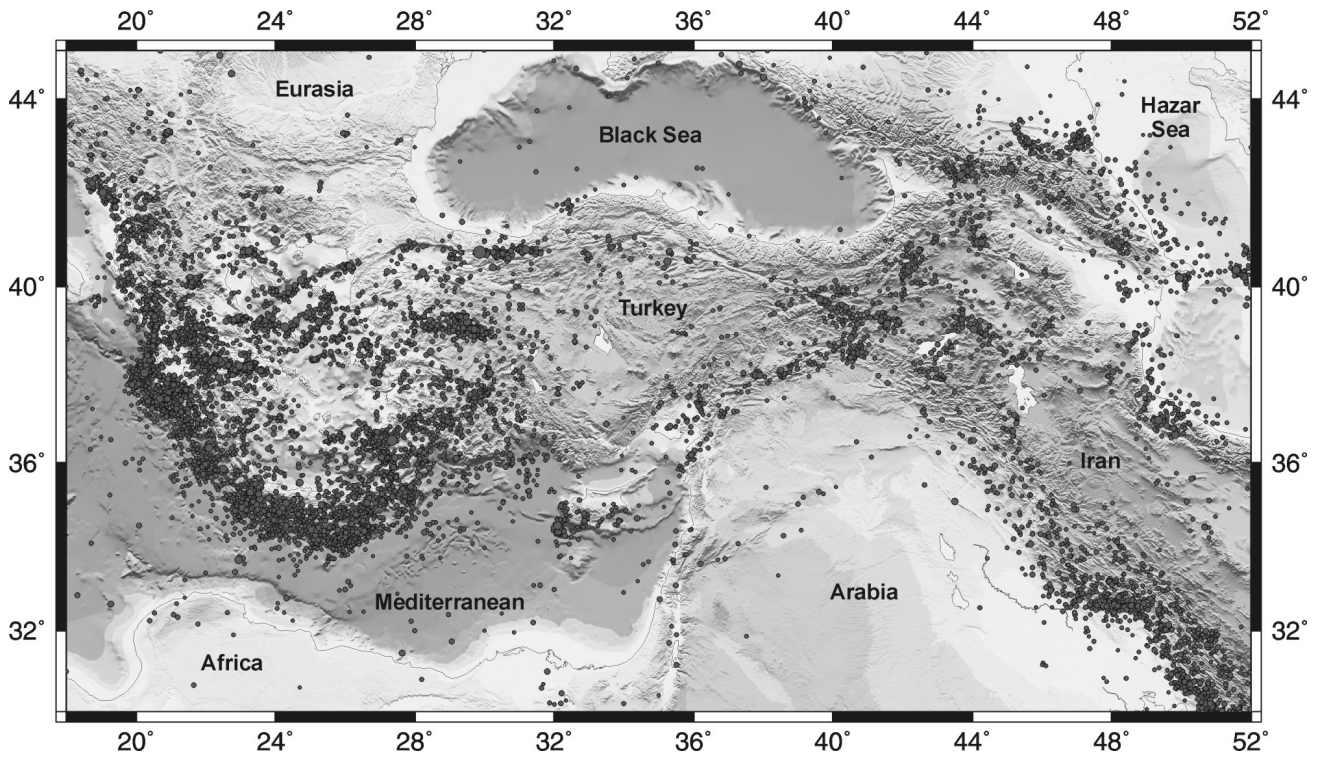 20° 24° 28° 32° 36° 40° 44° 48° 52°
Eurasia
44° 44°
Hazar
Sea
Black Sea
40° 40°
Turkey
36° 36°
Iran
Arabia
Mediterranean
32° 32°
Africa
20° 24° 28° 32° 36° 40° 44° 48° 52°